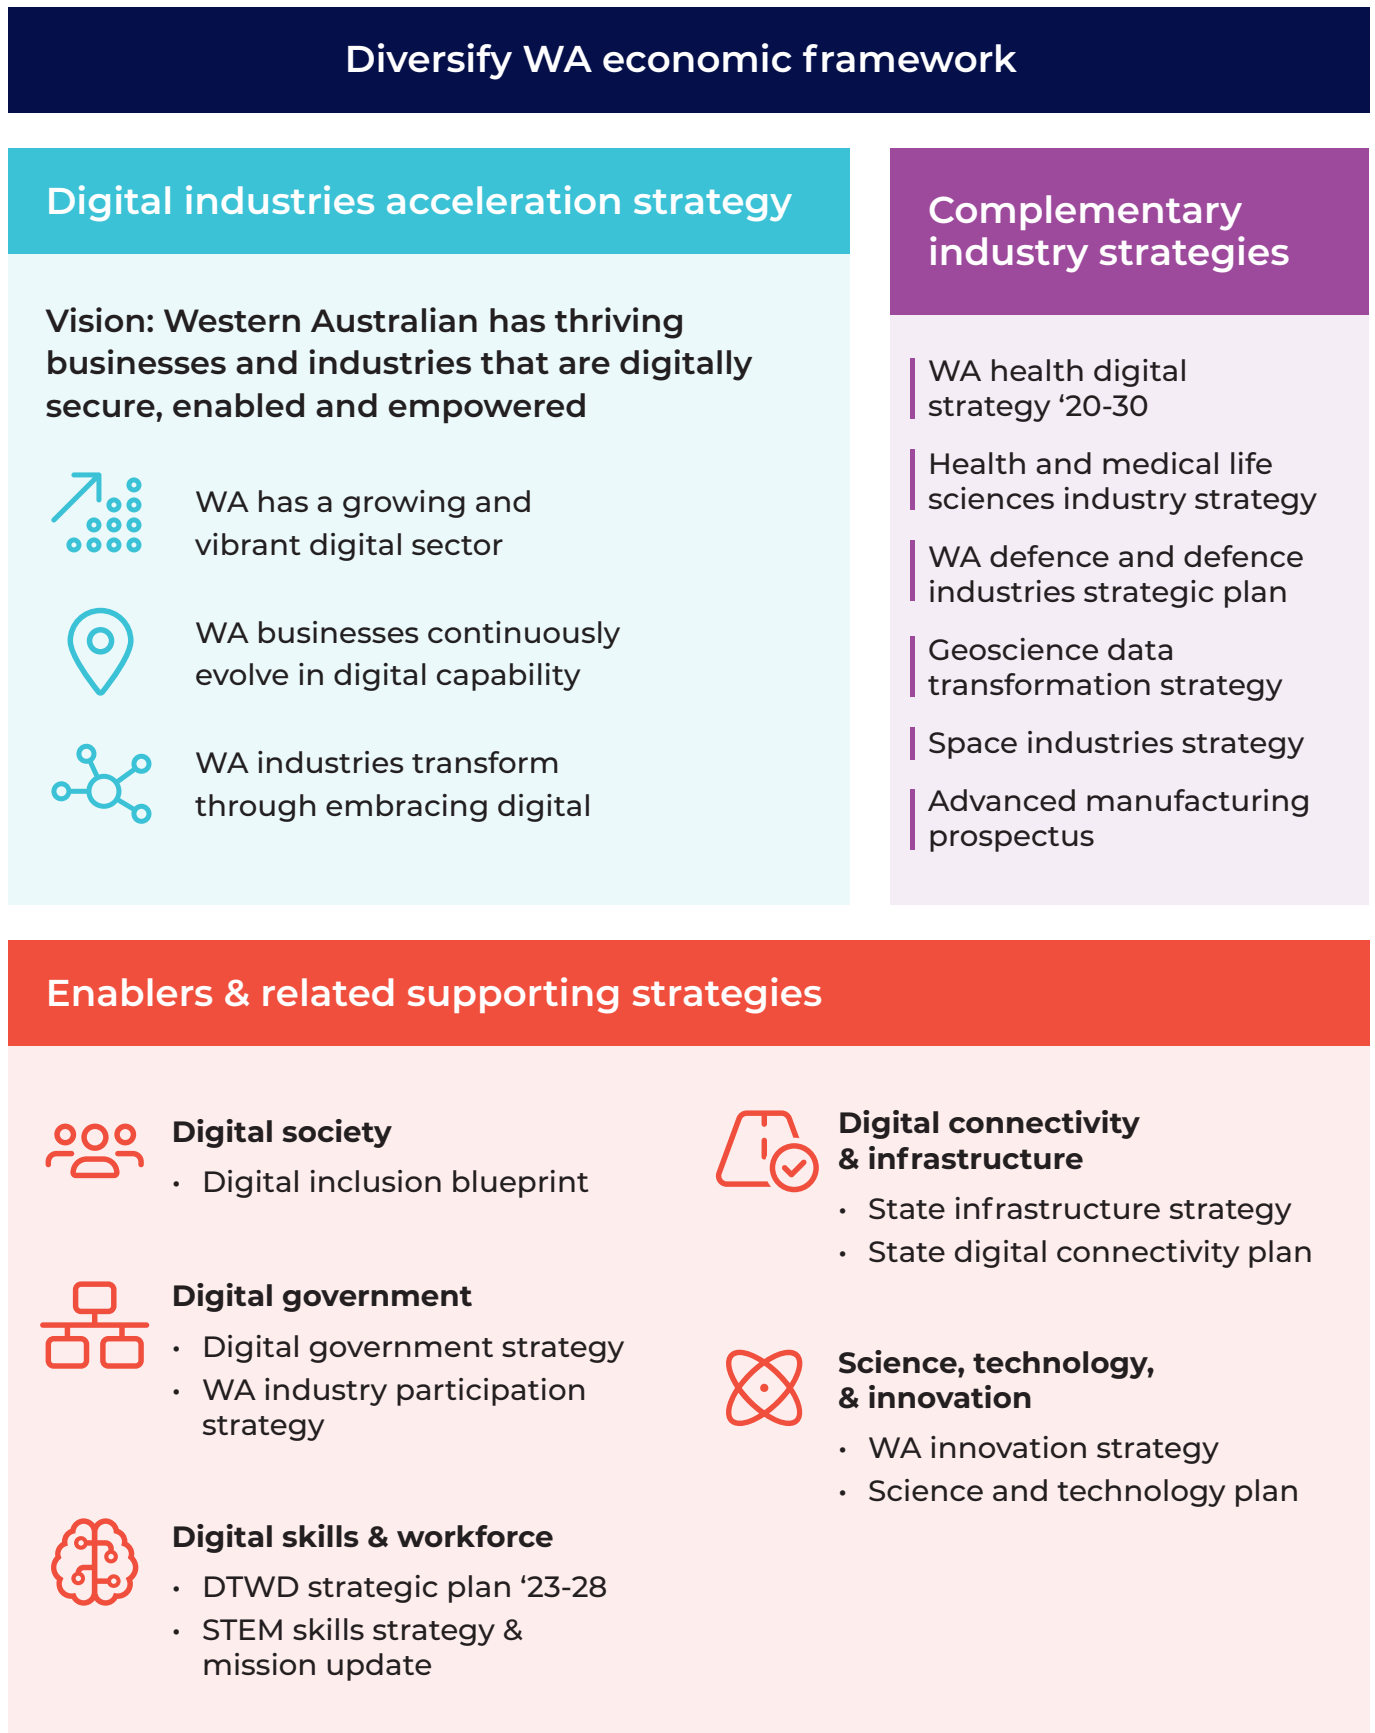 Diversify WA economic framework
Digital industries acceleration strategy
Vision: Western Australian has thriving
businesses and industries that are digitally
secure, enabled and empowered
WA has a growing and
vibrant digital sector
WA businesses continuously
evolve in digital capability
WA industries transform
through embracing digital
Complementary
industry strategies
WA health digital
strategy ‘20-30
Health and medical life
sciences industry strategy
WA defence and defence
industries strategic plan
Geoscience data
transformation strategy
Space industries strategy
Advanced manufacturing
prospectus
Enablers & related supporting strategies
Digital society
• Digital inclusion blueprint
Digital government
• Digital government strategy
• WA industry participation
strategy
Digital skills & workforce
• DTWD strategic plan ‘23-28
• STEM skills strategy &
mission update
Digital connectivity
& infrastructure
• State infrastructure strategy
• State digital connectivity plan
Science, technology,
& innovation
• WA innovation strategy
• Science and technology plan